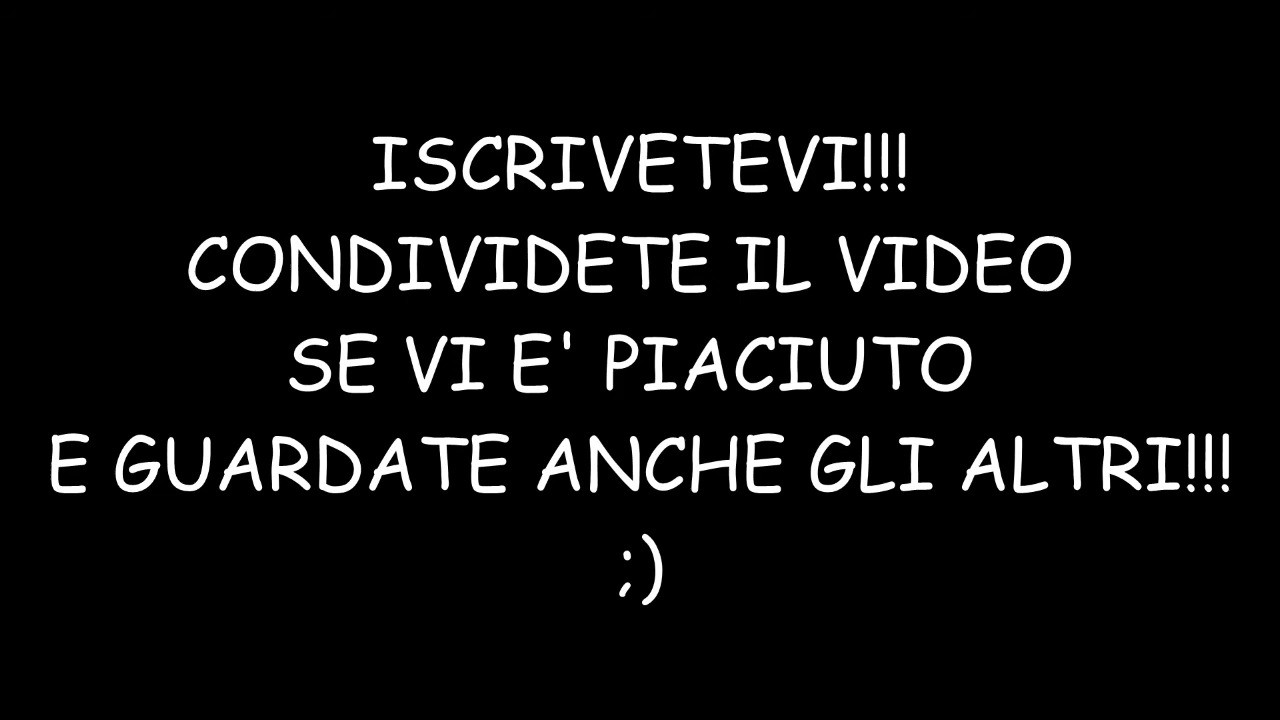 ISCRIVETEVI!!!
CONDIVIDETE IL VIDEO
SE VI E' PIACIUTO
E GUARDATE ANCHE GLI ALTRI!!!
;)